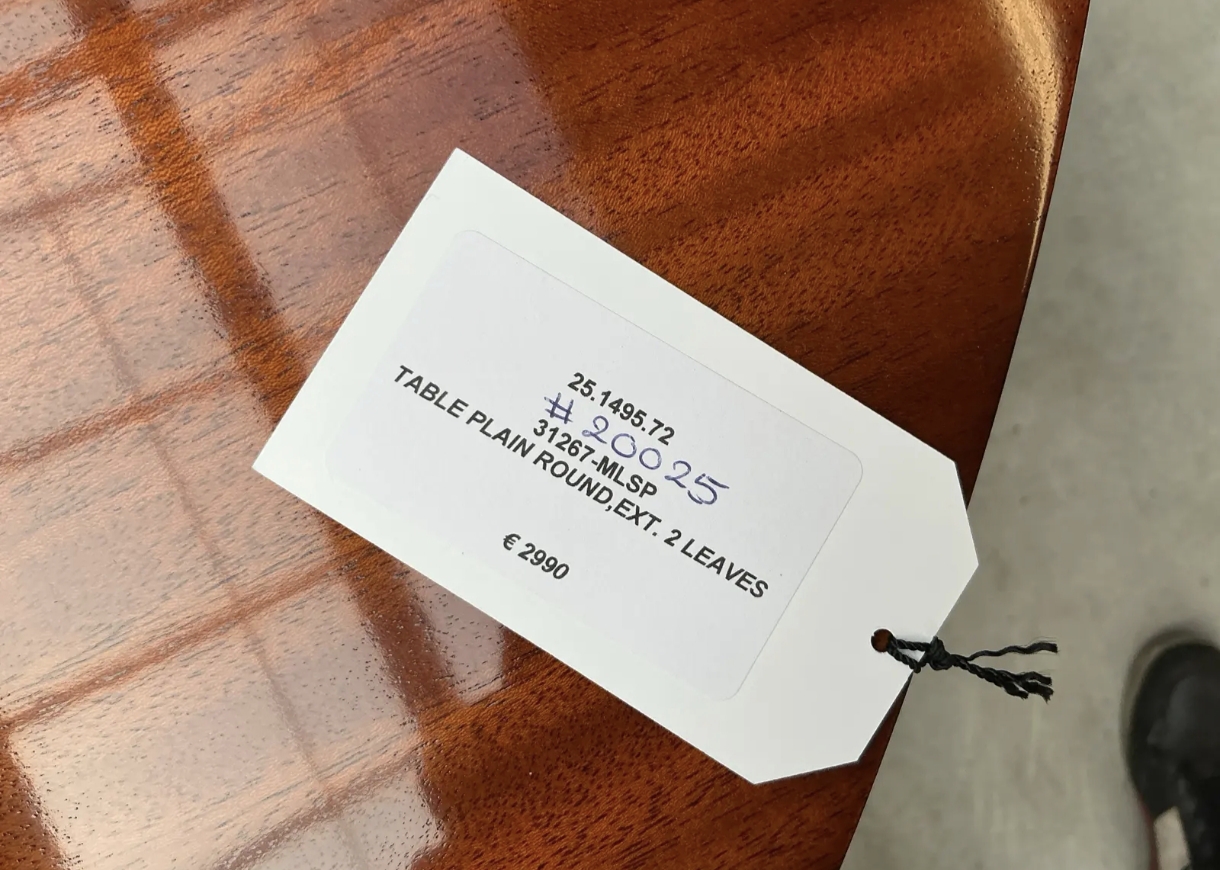 25.1495.72
# 20025
31267-MLSP
TABLE PLAIN ROUND,EXT. 2 LEAVES
€ 2990